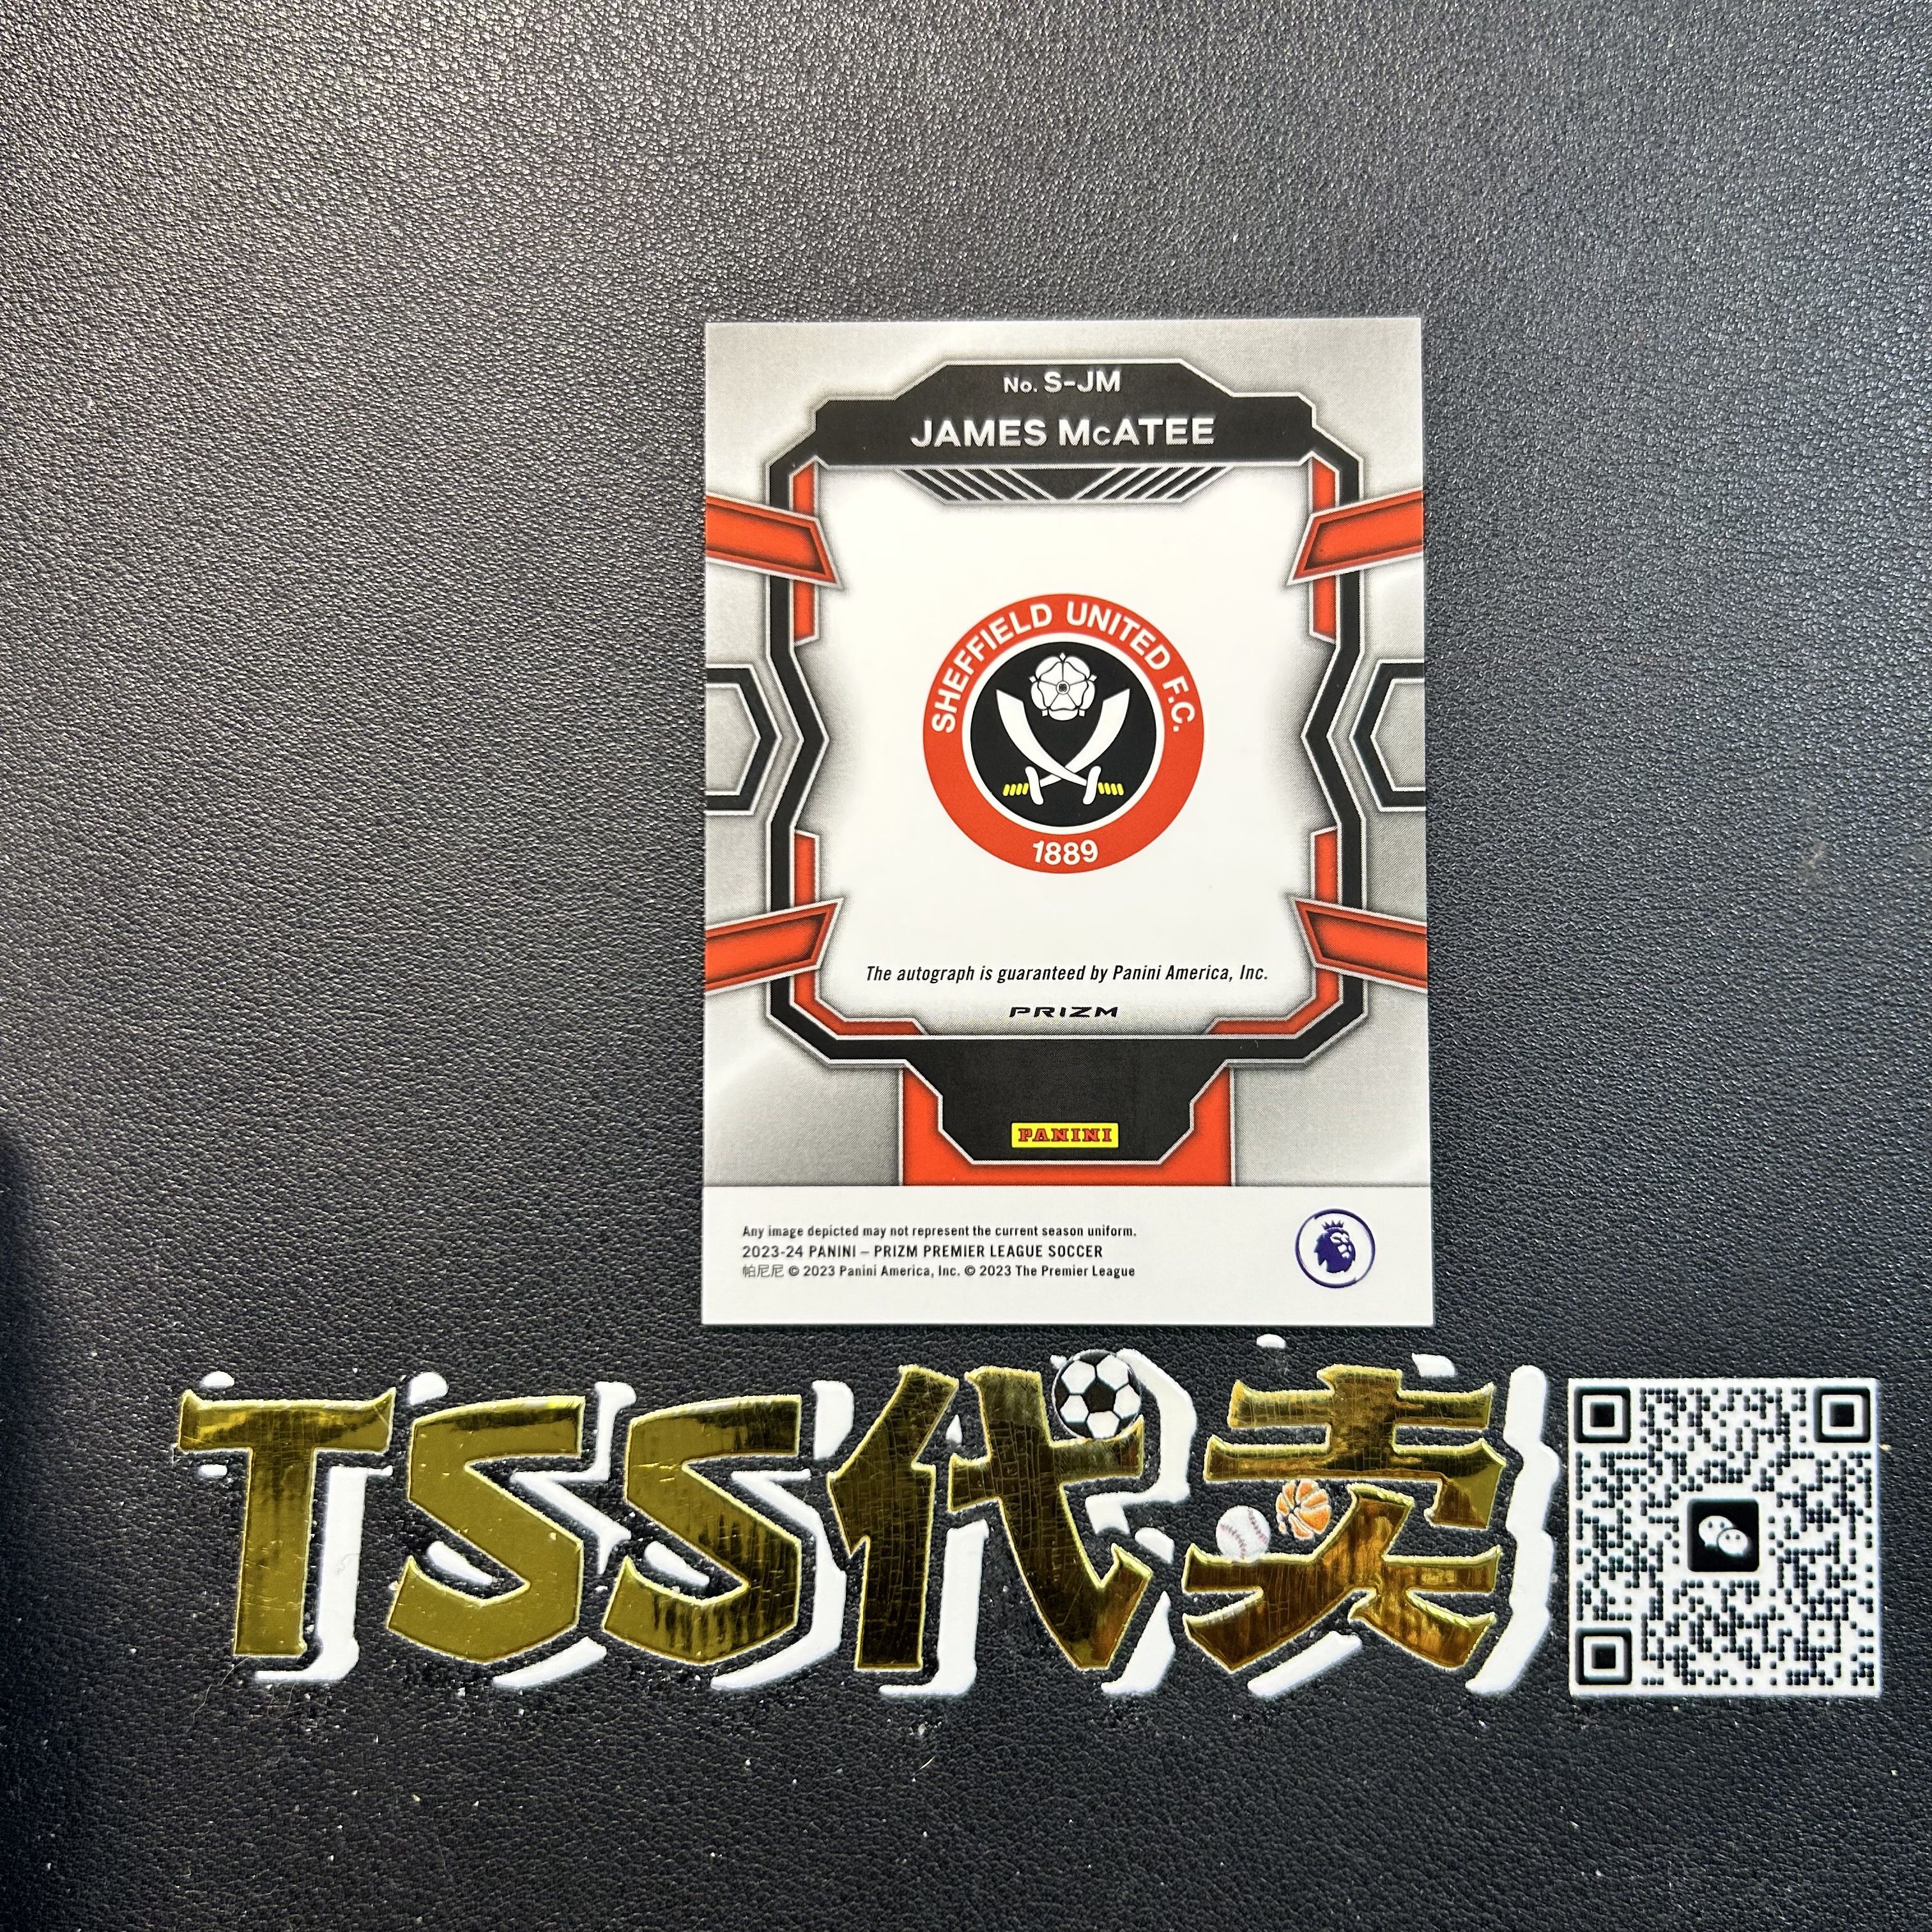 No. S-JM
JAMES McATEE
SHEFFIELD UNITED F.C.
1889
The autograph is guaranteed by Panini America, Inc.
PRIZM
PANINI
Any image depicted may not represent the current season uniform.
2023-24 PANINI – PRIZM PREMIER LEAGUE SOCCER
帕尼尼 © 2023 Panini America, Inc. © 2023 The Premier League
TSS代卖